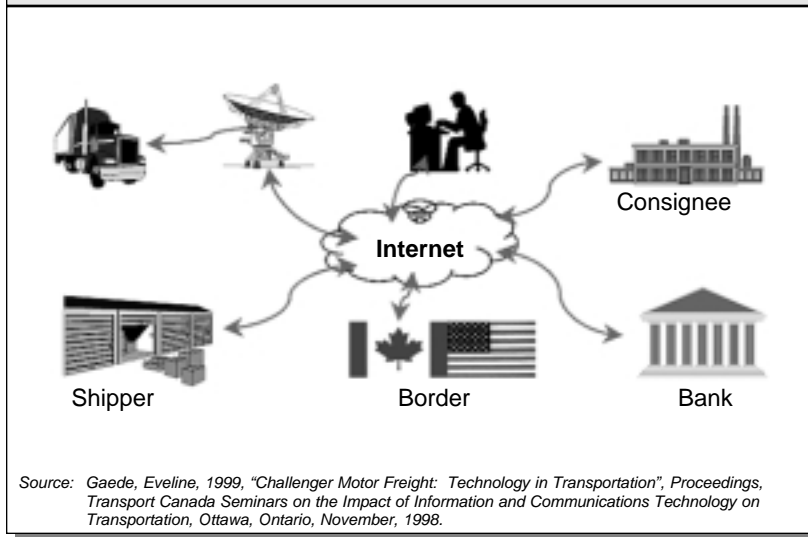 Consignee
Internet
Shipper
Border
Bank
Source: Gaede, Eveline, 1999, “Challenger Motor Freight: Technology in Transportation”, Proceedings,
Transport Canada Seminars on the Impact of Information and Communications Technology on
Transportation, Ottawa, Ontario, November, 1998.